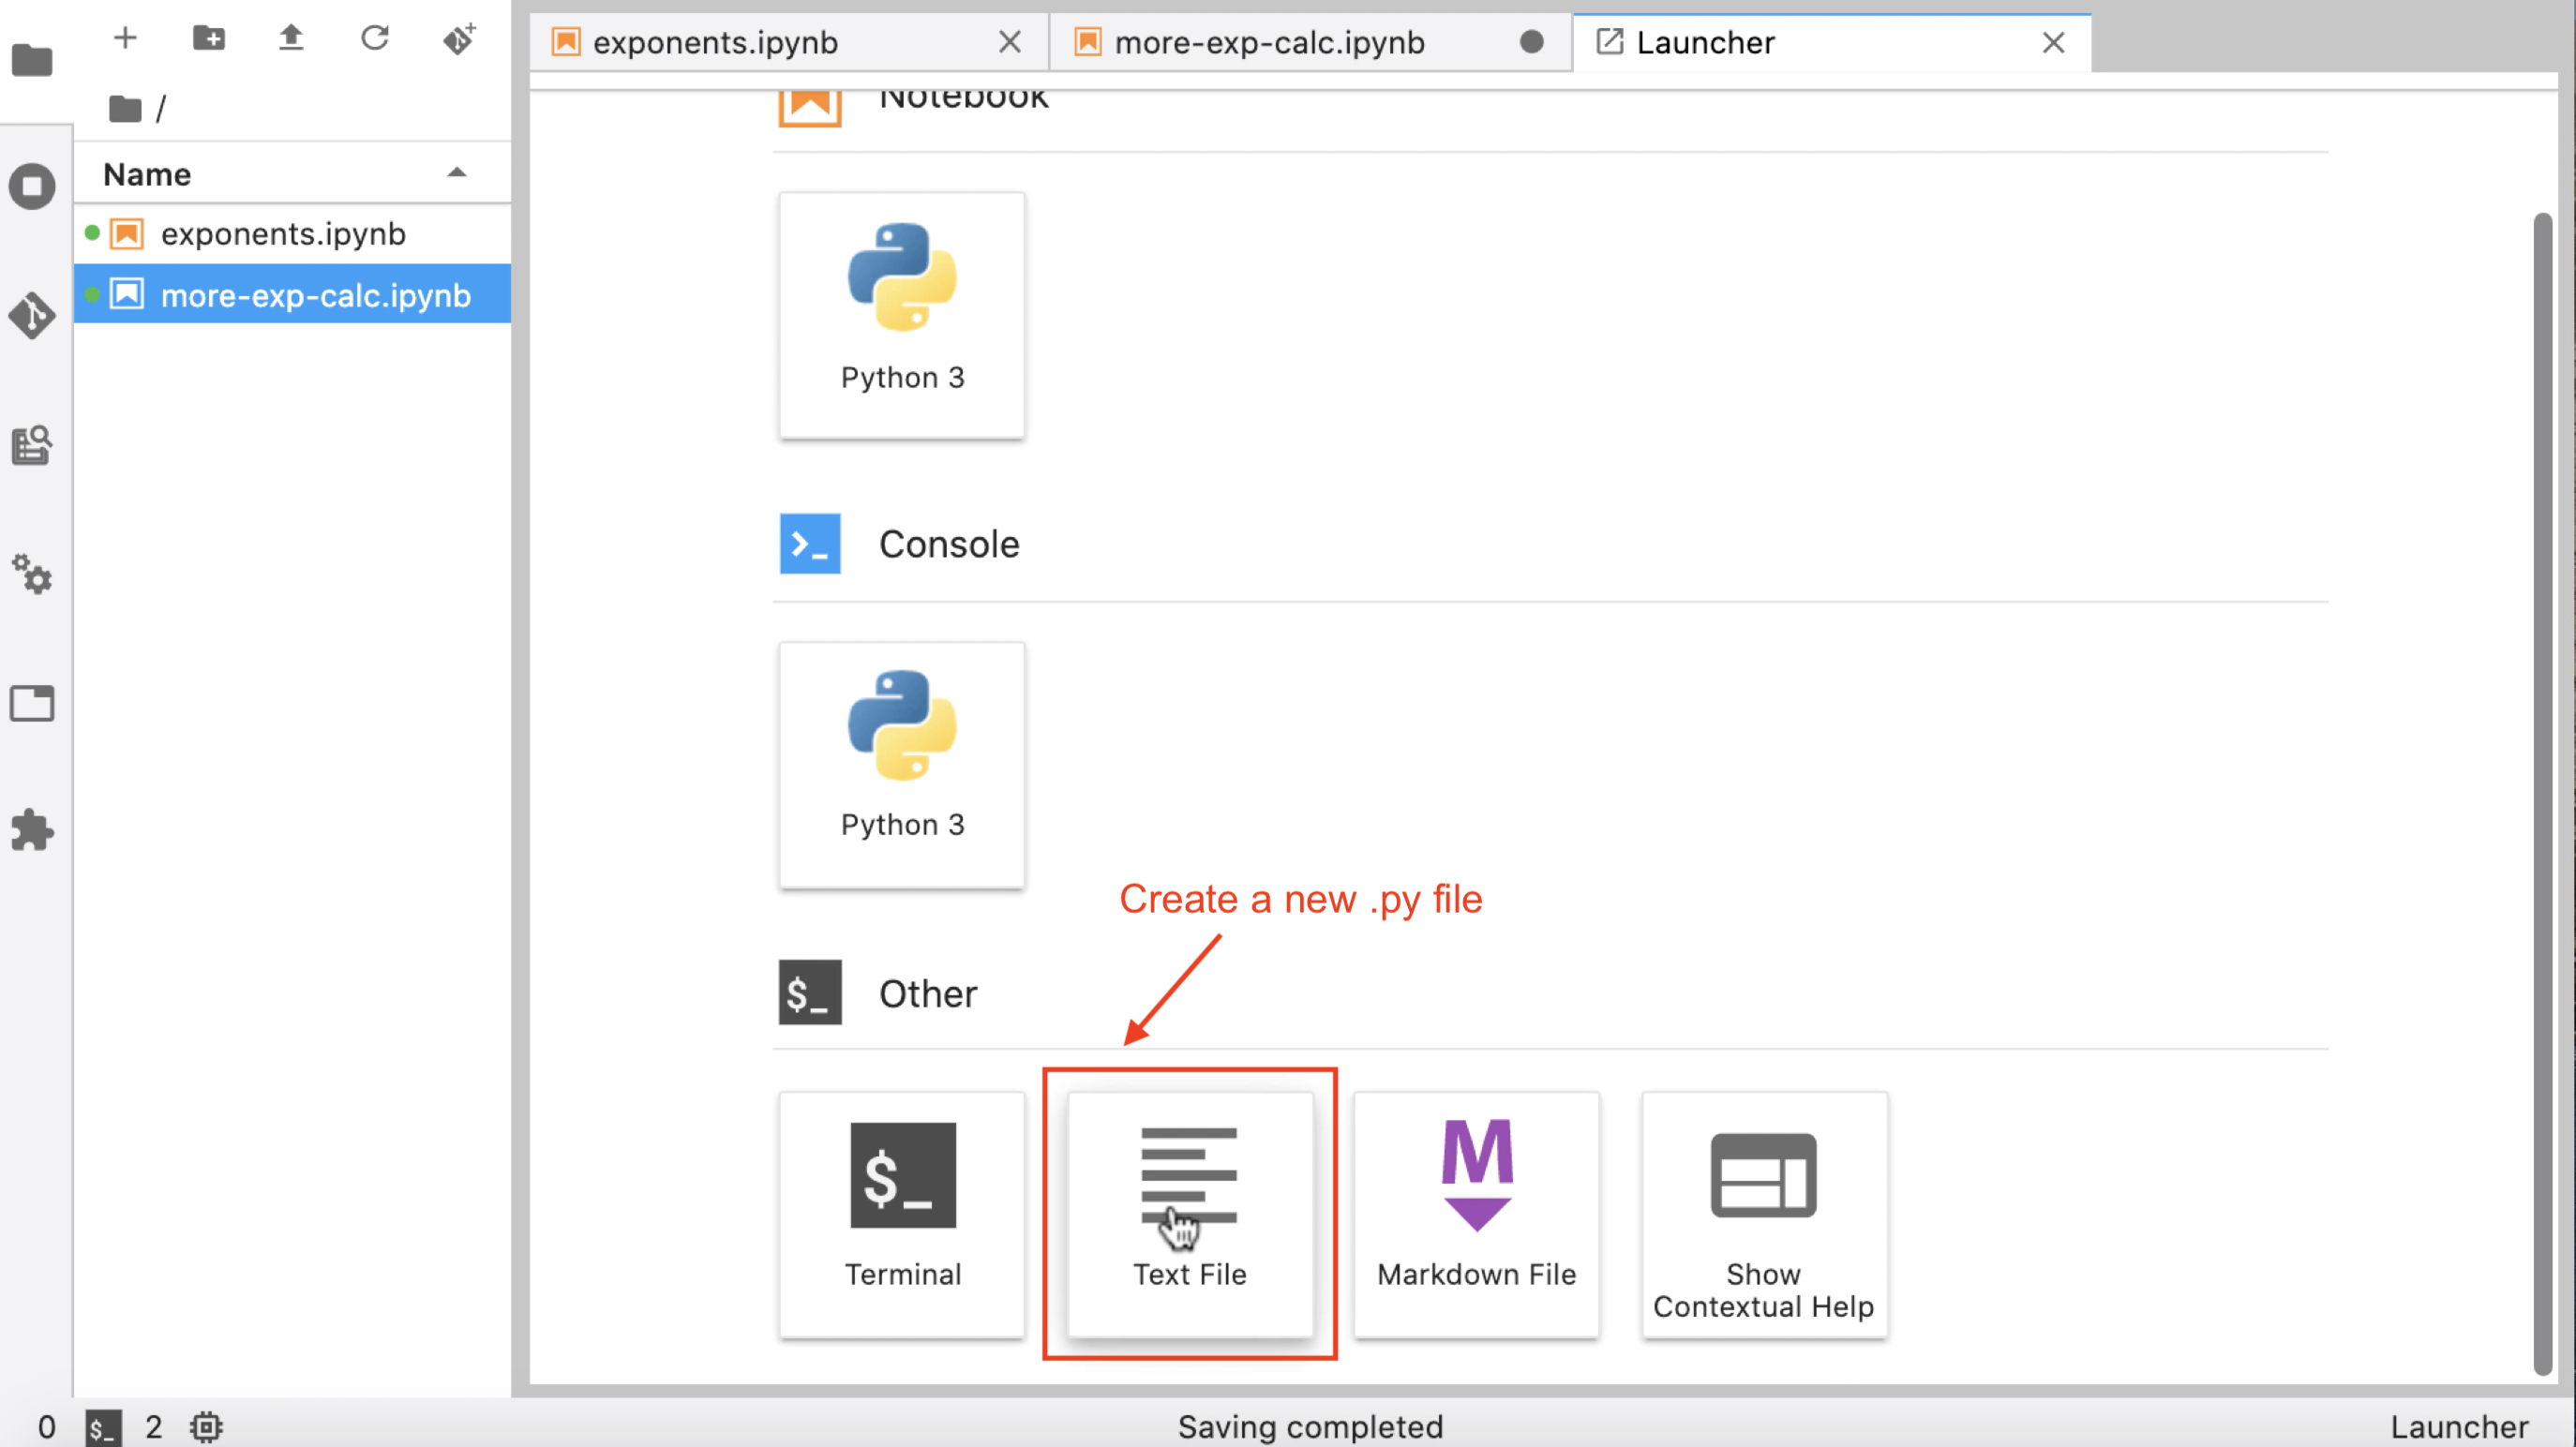 exponents.ipynb
more-exp-calc.ipynb
Launcher
/
Name
exponents.ipynb
more-exp-calc.ipynb
Notebook
Python 3
Console
Python 3
Create a new .py file
$_ Other
$_
Terminal
Text File
M
Markdown File
Show
Contextual Help
0 $_ 2
Saving completed
Launcher